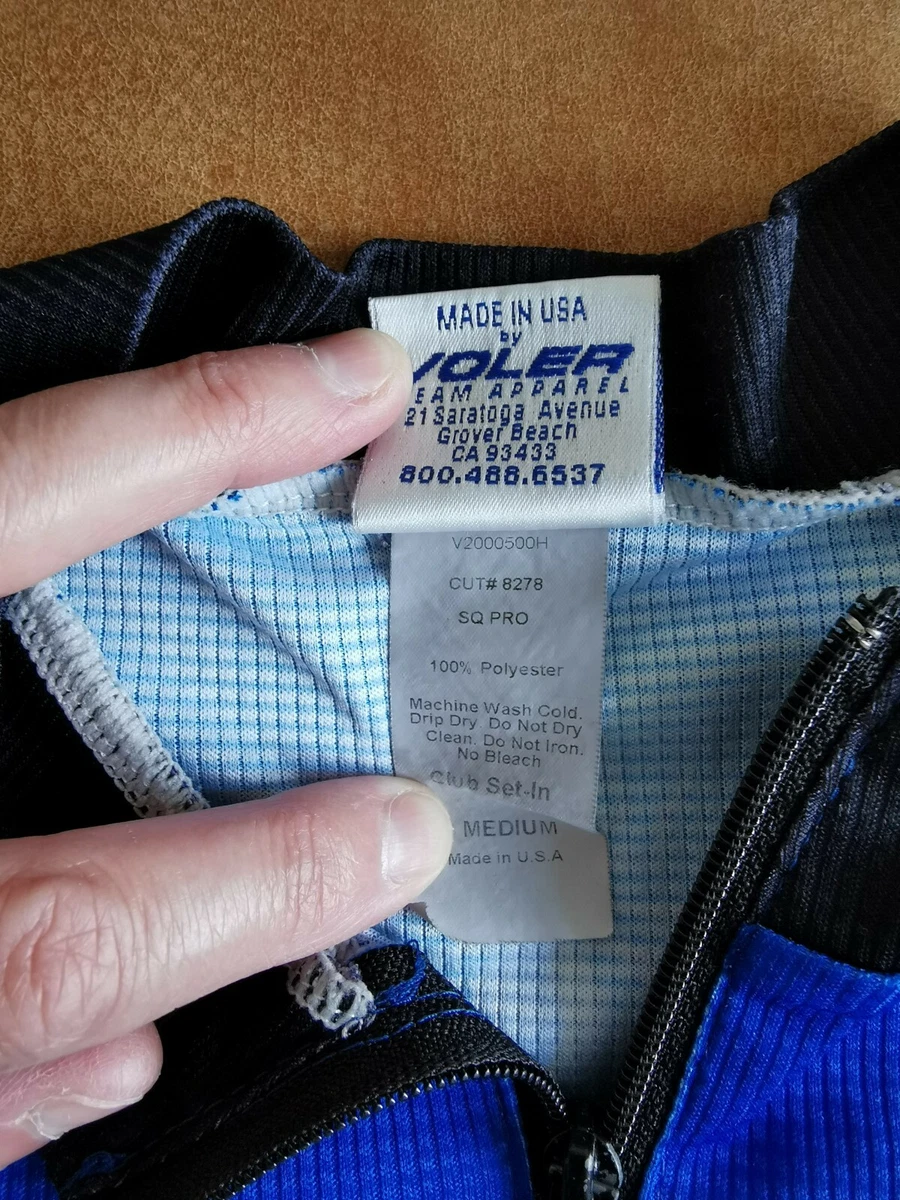 MADE IN USA
by
VOLER
TEAM APPAREL
21 Saratoga Avenue
Grover Beach
CA 93433
800.488.6537
V2000500H
CUT# 8278
SQ PRO
100% Polyester
Machine Wash Cold.
Drip Dry. Do Not Dry
Clean. Do Not Iron.
No Bleach
Club Set-In
MEDIUM
Made in U.S.A